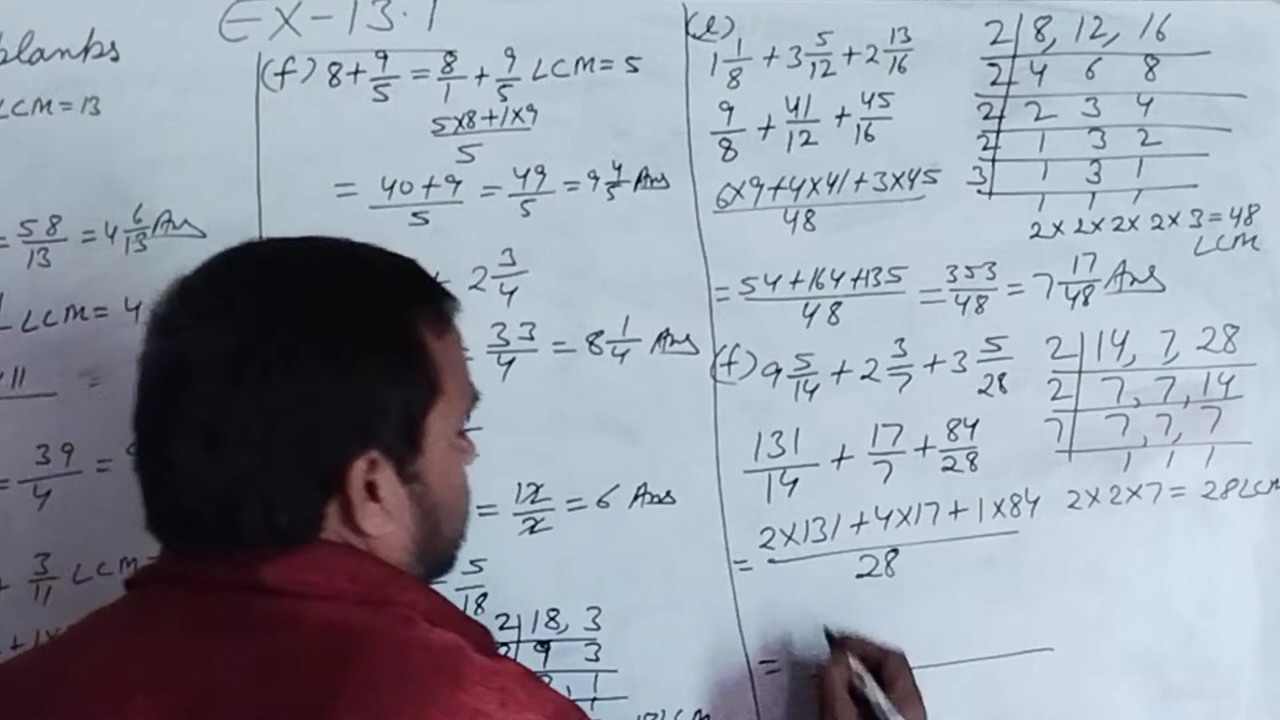 Ex-13.1
blanks
LCM = 13
= 58/13 = 4 6/13 Ans
LCM = 4
= 39/4 =
3/11 LCM =
(f) 8 + 9/5 = 8/1 + 9/5 LCM = 5
5×8+1×9/5
= 40+9/5 = 49/5 = 9 4/5 Ans
2 3/4
33/4 = 8 1/4 Ans
= 12/2 = 6 Ans
5/18
2 | 18, 3
9 3
1
(e)
1 1/8 + 3 5/12 + 2 13/16
9/8 + 41/12 + 45/16
6×9+4×41+3×45/48
= 54+164+135/48 = 353/48 = 7 17/48 Ans
2 | 8, 12, 16
2 | 4 6 8
2 | 2 3 4
2 | 1 3 2
3 | 1 3 1
1 1 1
2×2×2×2×3=48
LCM
(f) 9 5/14 + 2 3/7 + 3 5/28
131/14 + 17/7 + 84/28
= 2×131+4×17+1×84/28
=
2 | 14, 7, 28
2 | 7, 7, 14
7 | 7, 7, 7
1 1 1
2×2×7 = 28 LCM